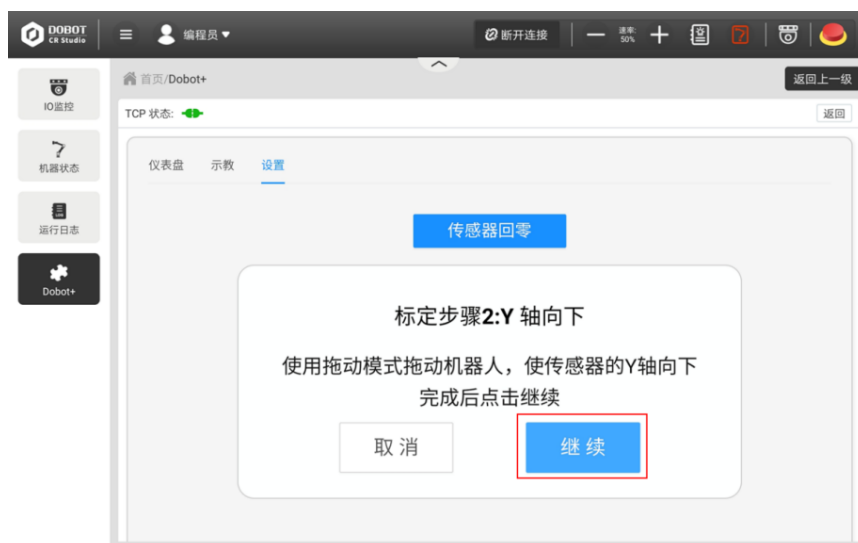 DOBOT
CR Studio
编程员
断开连接
速率:
50%
首页/Dobot+
返回上一级
IO监控
TCP 状态:
返回
机器状态
仪表盘 示教 设置
运行日志
传感器回零
Dobot+
标定步骤2:Y 轴向下
使用拖动模式拖动机器人，使传感器的Y轴向下
完成后点击继续
取消 继续